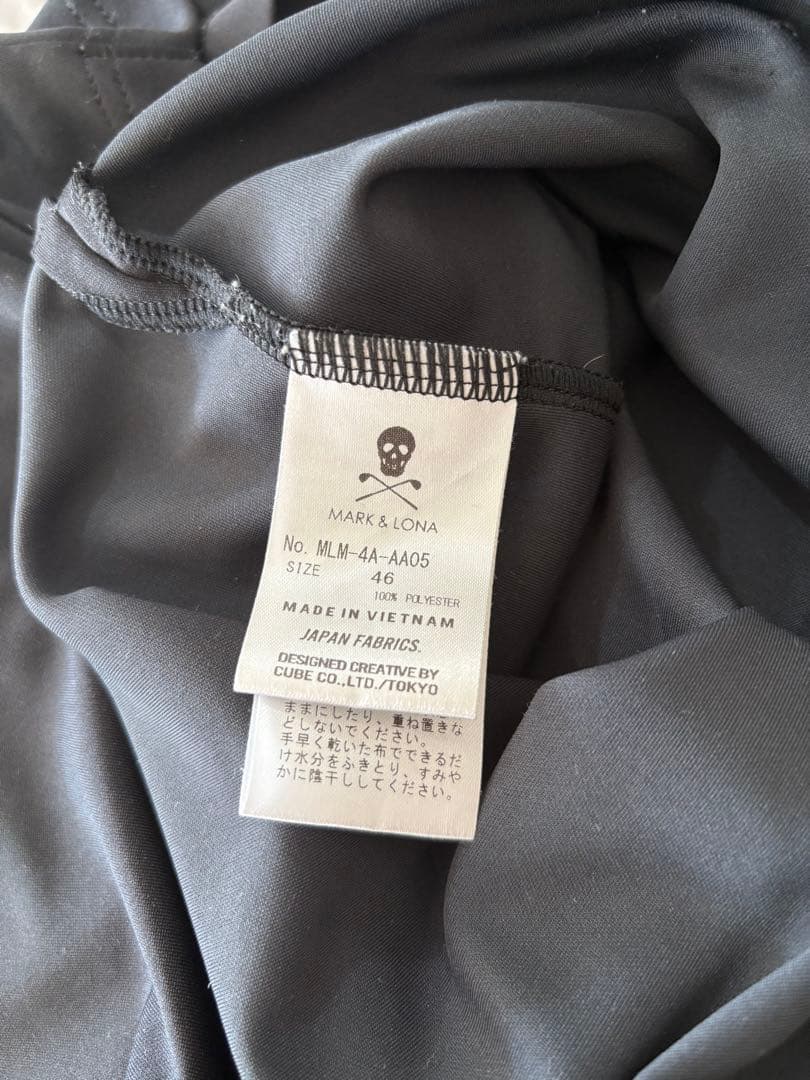 MARK & LONA
No. MLM-4A-AA05
SIZE 46
100% POLYESTER
MADE IN VIETNAM
JAPAN FABRICS.
DESIGNED CREATIVE BY
CUBE CO.,LTD./TOKYO
ままにしたり、重ね置きな
どしないでください。
手早く乾いた布でできるだ
け水分をふきとり、すみや
かに陰干ししてください。